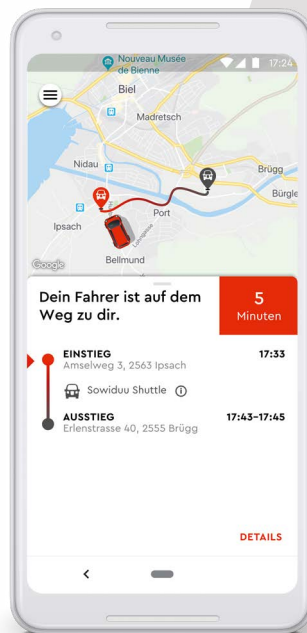 17:24
Nouveau Musée
de Bienne
Biel
Madretsch
Nidau
Brügg
Bürgle
Port
Ipsach
Bellmund
Google
Dein Fahrer ist auf dem
Weg zu dir.
5
Minuten
EINSTIEG 17:33
Amselweg 3, 2563 Ipsach
Sowiduu Shuttle
AUSSTIEG 17:43–17:45
Erlenstrasse 40, 2555 Brügg
DETAILS